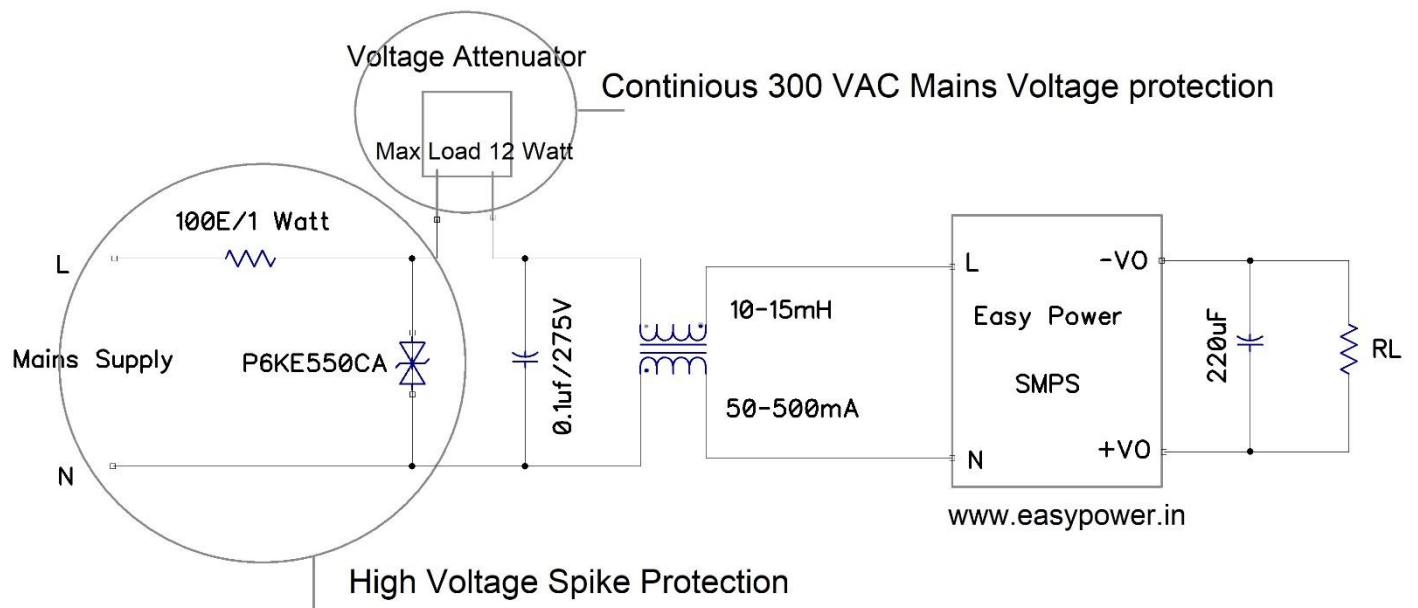 Voltage Attenuator
Continious 300 VAC Mains Voltage protection
Max Load 12 Watt
100E/1 Watt
L
Mains Supply
P6KE550CA
N
0.1uf/275V
10-15mH
50-500mA
L
-VO
Easy Power
SMPS
N
+VO
220uF
RL
www.easypower.in
High Voltage Spike Protection